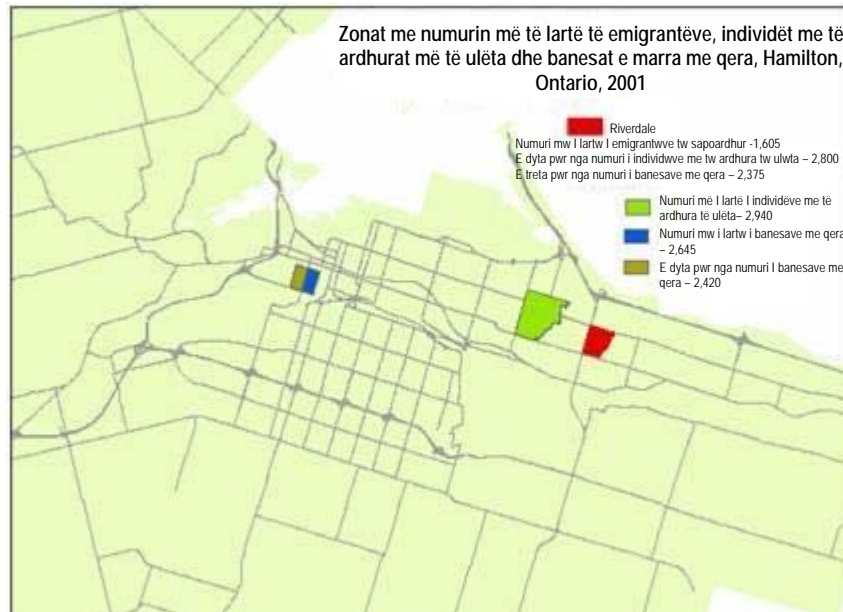 Zonat me numurin më të lartë të emigrantëve, individët me të
ardhurat më të ulëta dhe banesat e marra me qera, Hamilton,
Ontario, 2001
Riverdale
Numuri mw I lartw I emigrantwve tw sapoardhur -1,605
E dyta pwr nga numuri i individwve me tw ardhura tw ulwta – 2,800
E treta pwr nga numuri i banesave me qera – 2,375
Numuri më I lartë I individëve me të
ardhura të ulëta– 2,940
Numuri mw i lartw i banesave me qera
– 2,645
E dyta pwr nga numuri I banesave me
qera – 2,420